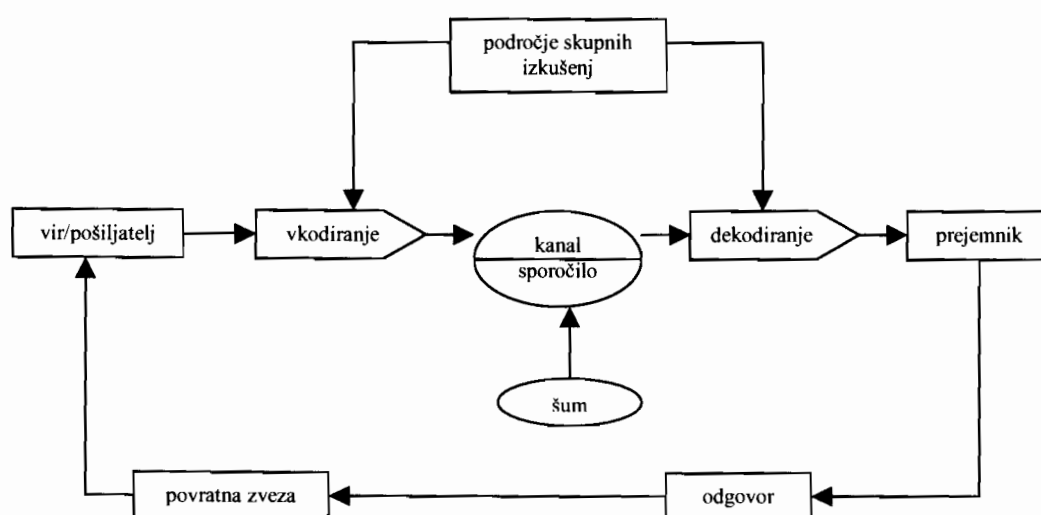 področje skupnih
izkušenj
vir/pošiljatelj
vkodiranje
kanal
sporočilo
dekodiranje
prejemnik
šum
povratna zveza
odgovor